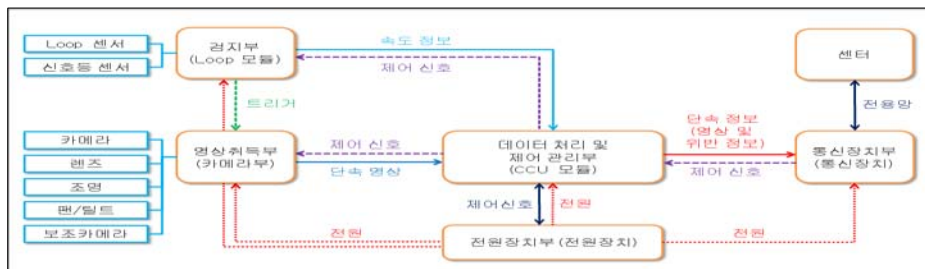 Loop 센서
신호등 센서
검지부
(Loop 모듈)
속도 정보
제어 신호
센터
트리거
전용망
카메라
렌즈
조명
팬/틸트
보조카메라
영상취득부
(카메라부)
제어 신호
단속 영상
데이터 처리 및
제어 관리부
(CCU 모듈)
단속 정보
(영상 및
위반 정보)
제어 신호
통신장치부
(통신장치)
제어신호
전원
전원
전원장치부 (전원장치)
전원